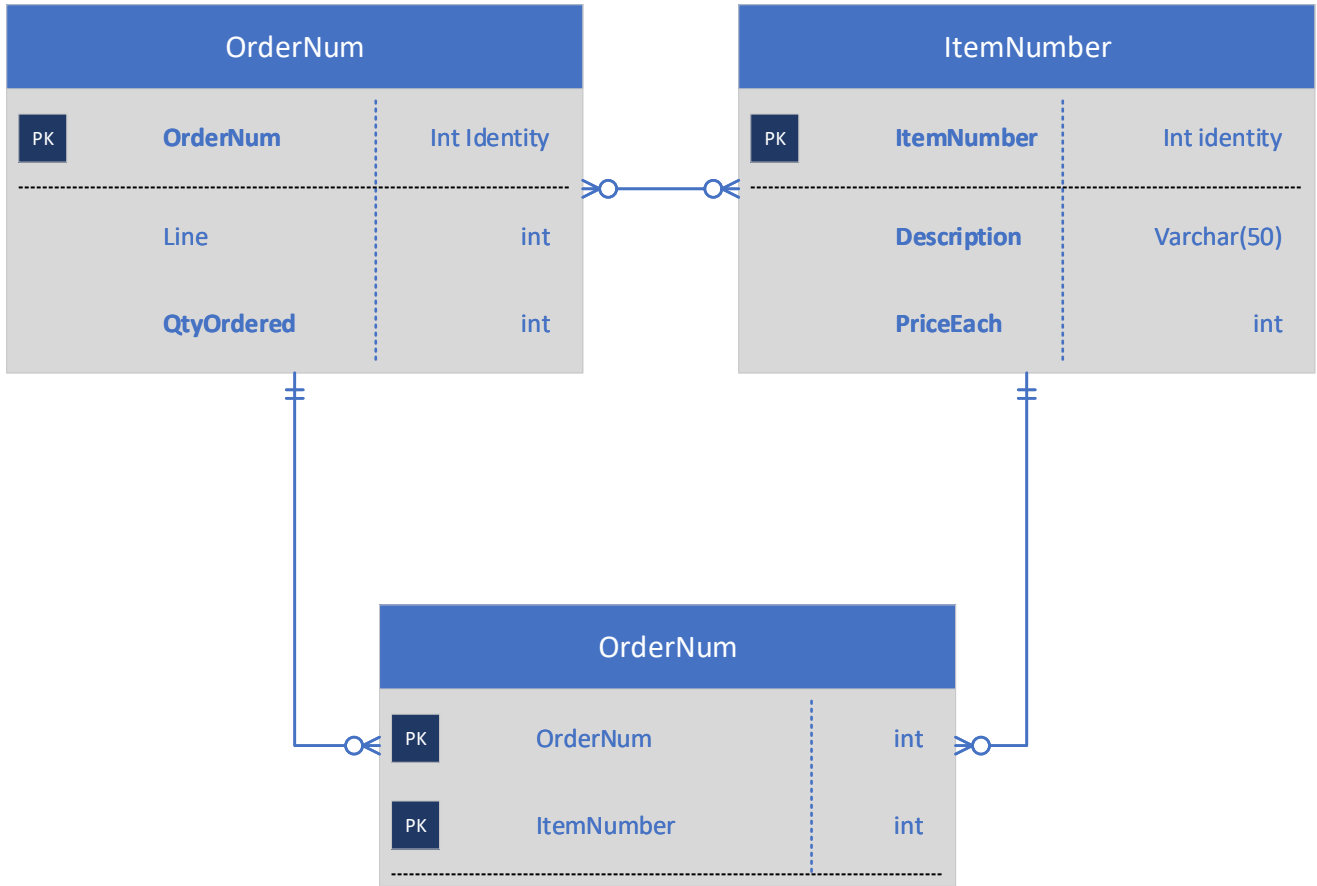 OrderNum
PK OrderNum Int Identity
Line int
QtyOrdered int
ItemNumber
PK ItemNumber Int identity
Description Varchar(50)
PriceEach int
OrderNum
PK OrderNum int
PK ItemNumber int